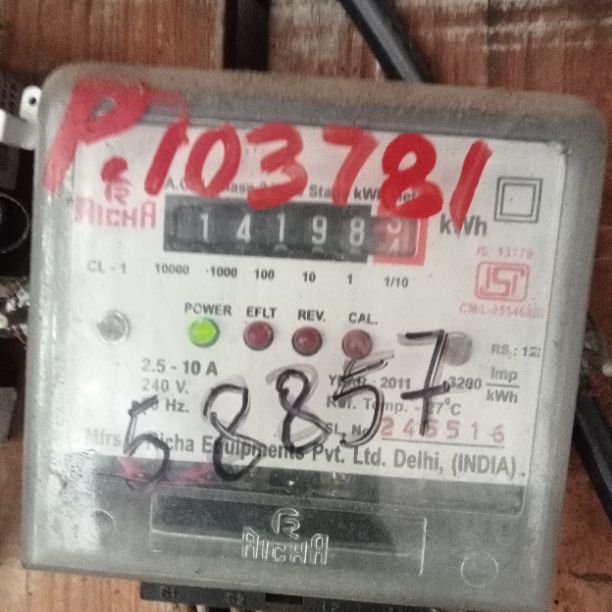 P.103781
RICHA
14198
kWh
IS 13779
CL - 1 10000 1000 100 10 1 1/10
POWER EFLT REV. CAL.
2.5 - 10 A
240 V.
YEAR - 2011 3200 Imp/kWh
Hz. Ref. Temp. - 27°C
58857
SL. No. 246516
Mfrs. Richa Equipments Pvt. Ltd. Delhi, (INDIA)
RICHA